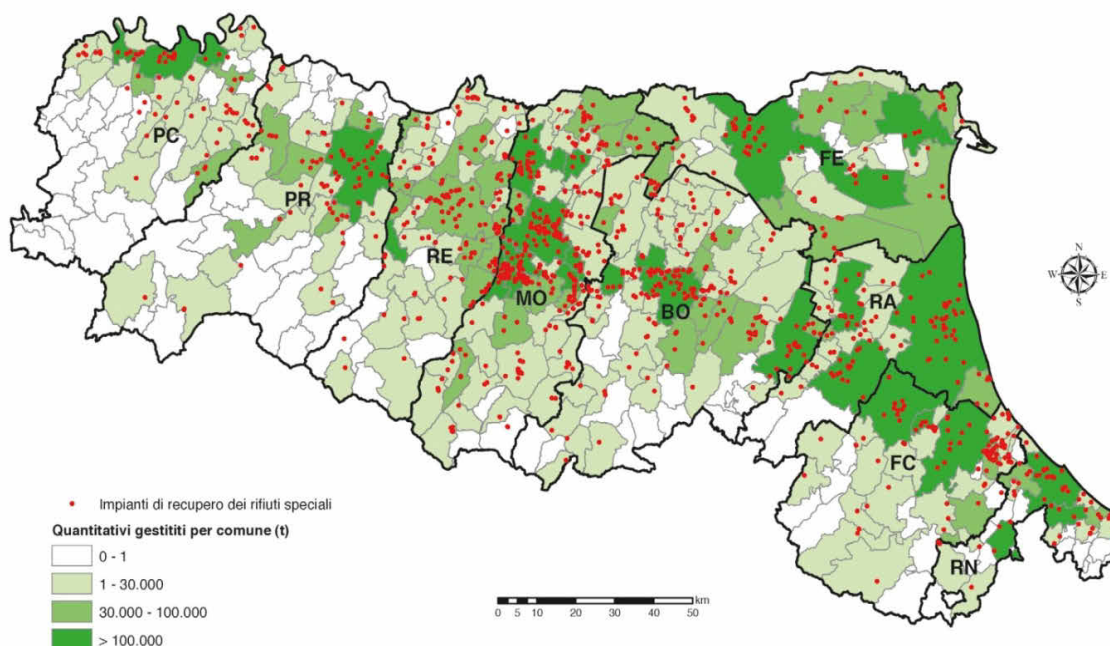 PC
PR
RE
MO
BO
FE
RA
FC
RN
N
W E
S
Impianti di recupero dei rifiuti speciali
Quantitativi gestititi per comune (t)
0 - 1
1 - 30.000
30.000 - 100.000
> 100.000
km
0 5 10 20 30 40 50